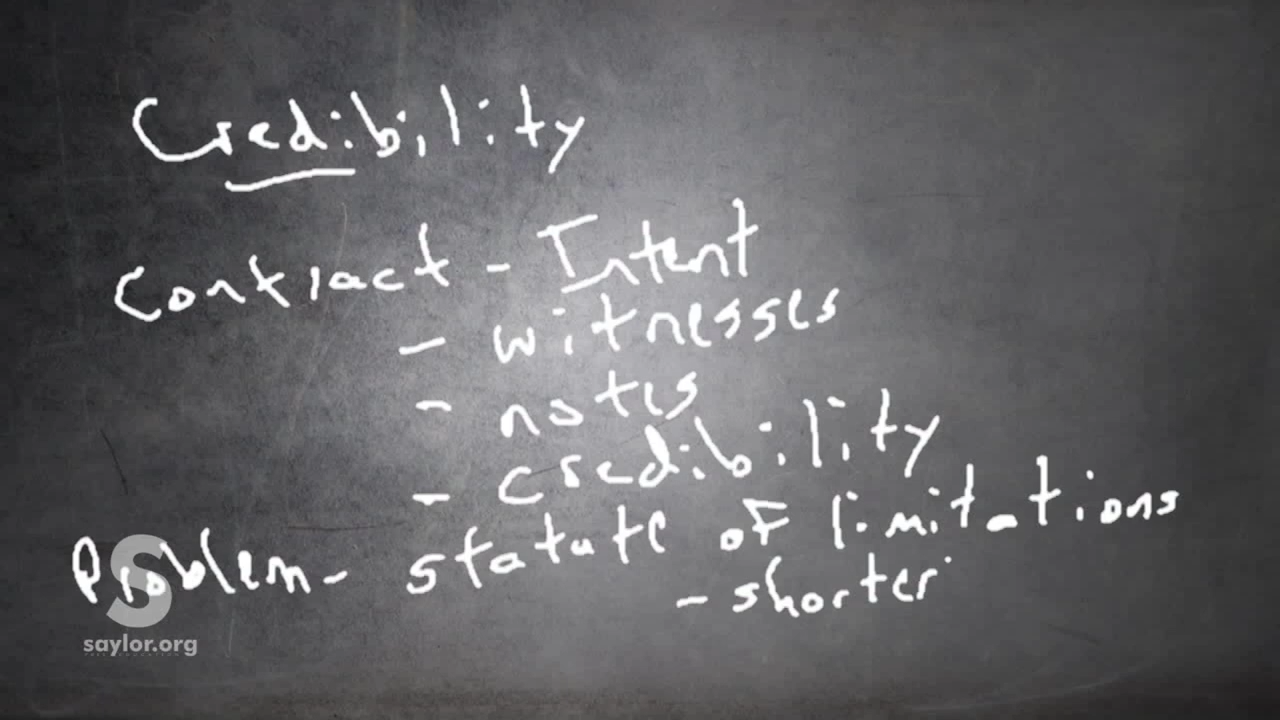 Credibility
Contract - Intent
- witnesses
- notes
- credibility
Problem - statute of limitations
- shorter
S
saylor.org